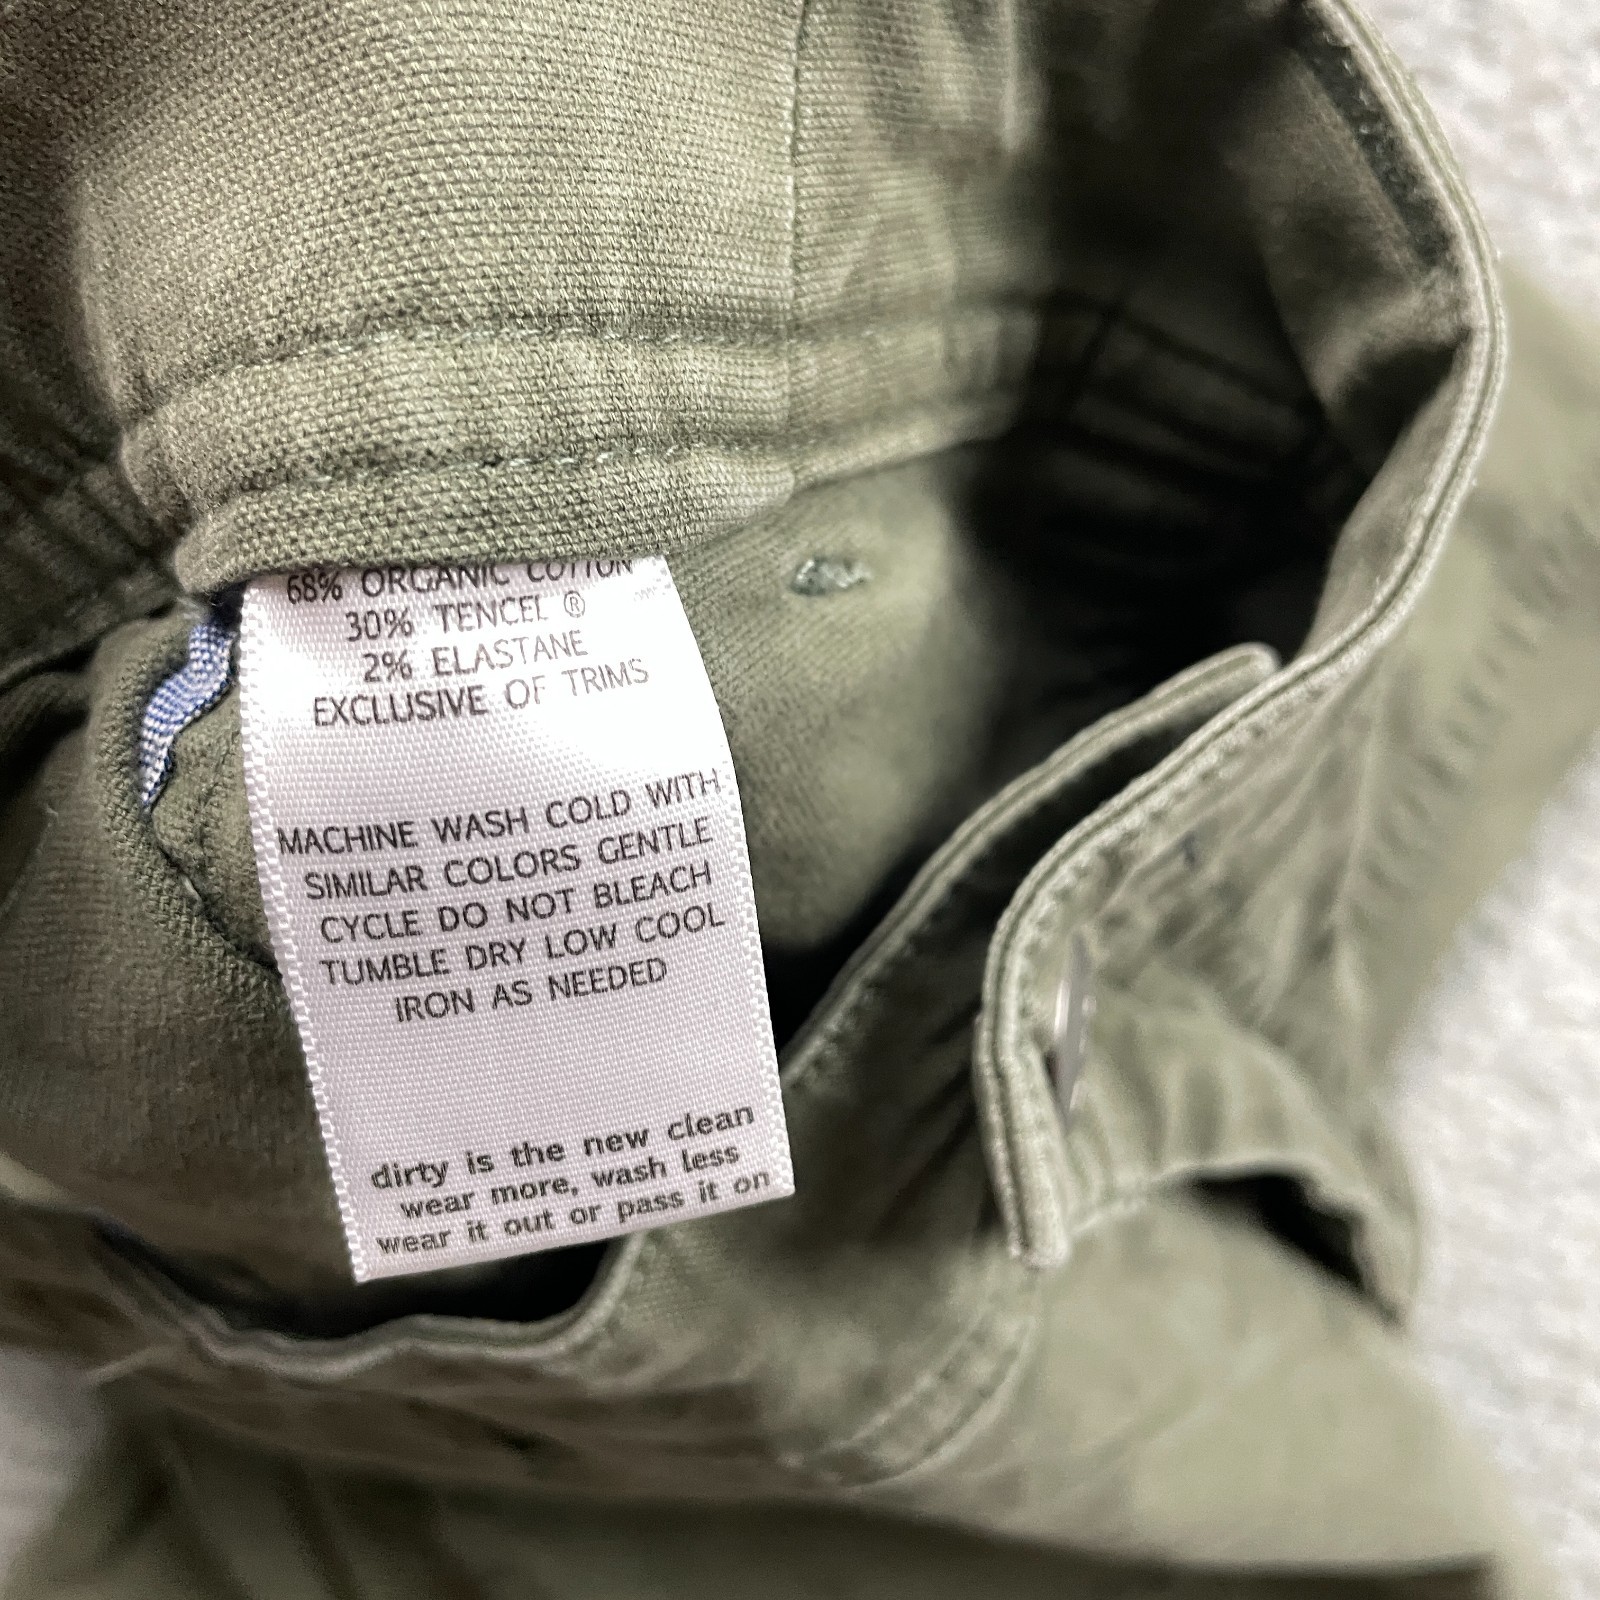 68% ORGANIC COTTON
30% TENCEL ®
2% ELASTANE
EXCLUSIVE OF TRIMS
MACHINE WASH COLD WITH
SIMILAR COLORS GENTLE
CYCLE DO NOT BLEACH
TUMBLE DRY LOW COOL
IRON AS NEEDED
dirty is the new clean
wear more, wash less
wear it out or pass it on